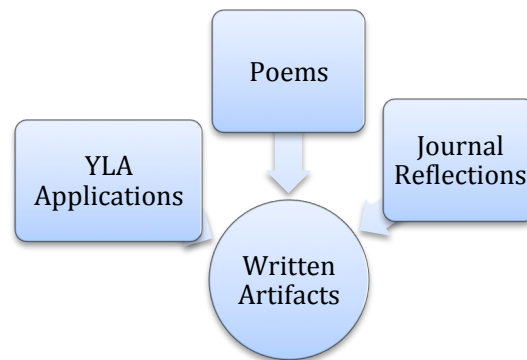 Poems
YLA
Applications
Journal
Reflections
Written
Artifacts